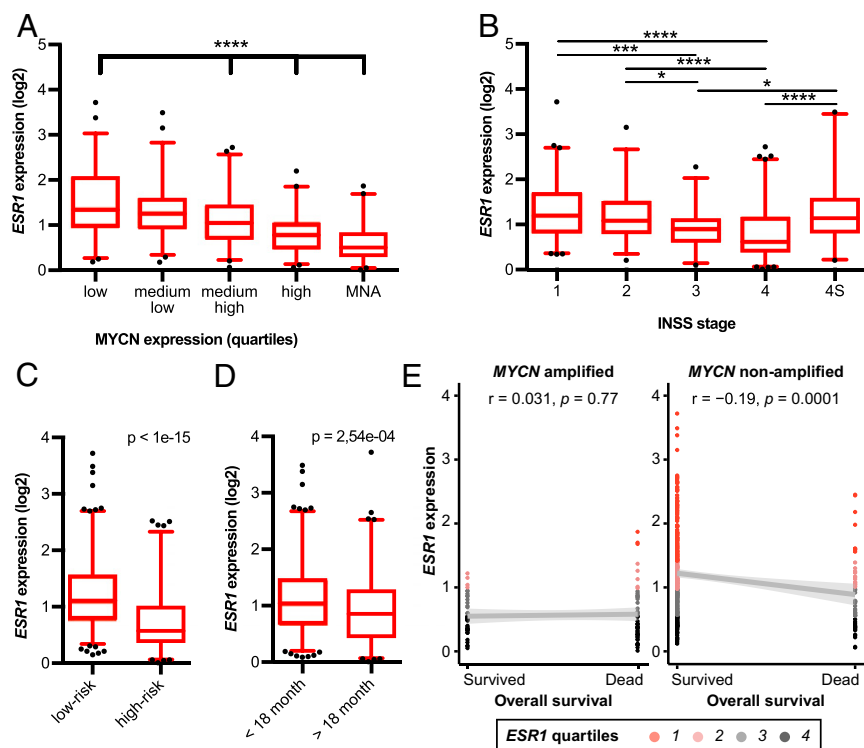 A
ESR1 expression (log2)
5
4
3
2
1
0
****
low
medium low
medium high
high
MNA
MYCN expression (quartiles)
B
ESR1 expression (log2)
5
4
3
2
1
0
****
***
****
*
*
****
1
2
3
4
4S
INSS stage
C
ESR1 expression (log2)
4
3
2
1
0
p < 1e-15
low-risk
high-risk
D
ESR1 expression (log2)
4
3
2
1
0
p = 2,54e-04
< 18 month
> 18 month
E
MYCN amplified
r = 0.031, p = 0.77
ESR1 expression
4
3
2
1
0
Survived
Dead
Overall survival
MYCN non-amplified
r = −0.19, p = 0.0001
4
3
2
1
0
Survived
Dead
Overall survival
ESR1 quartiles 1 2 3 4